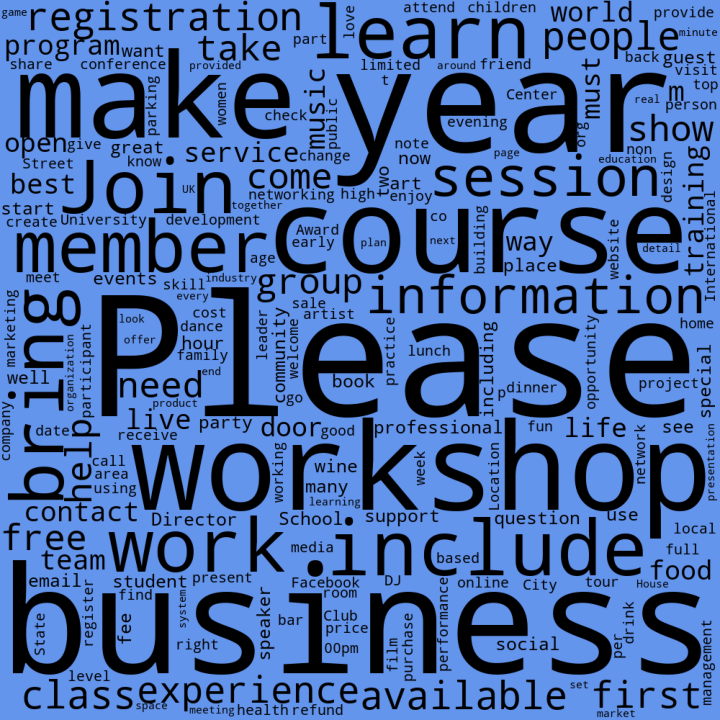 game
registration
attend
children
world
provide
love
learn
people
minute
program
want
take
part
share
conference
provided
limited
around
friend
back
guest
visit
t
make
year
parking
women
music
public
check
Center
must
m
top
real
person
evening
org
show
open
give
great
know
service
change
note
now
page
non
education
Street
best
Join
UK
come
two
art
session
design
training
networking
high
enjoy
start
create
University
development
together
member
Award
early
course
co
plan
next
building
way
website
detail
International
age
place
meet
events
skill
industry
every
group
information
marketing
bring
Please
look
offer
cost
dance
hour
family
sale
artist
leader
community
welcome
home
organization
participant
end
practice
lunch
including
opportunity
special
well
need
product
ogo
book
p
dinner
project
company
date
live
party
door
good
professional
fun
life
see
receive
help
call
area
using
workshop
working
wine
many
learning
week
Location
network
presentation
contact
Director
School
support
question
use
local
free
team
work
media
include
based
full
food
email
student
present
Facebook
DJ
online
City
tour
House
State
register
find
fee
system
business
room
speaker
bar
Club
price
00pm
film
purchase
performance
social
per
drink
right
management
level
class
space
experience
meeting
health
refund
available
set
first
market